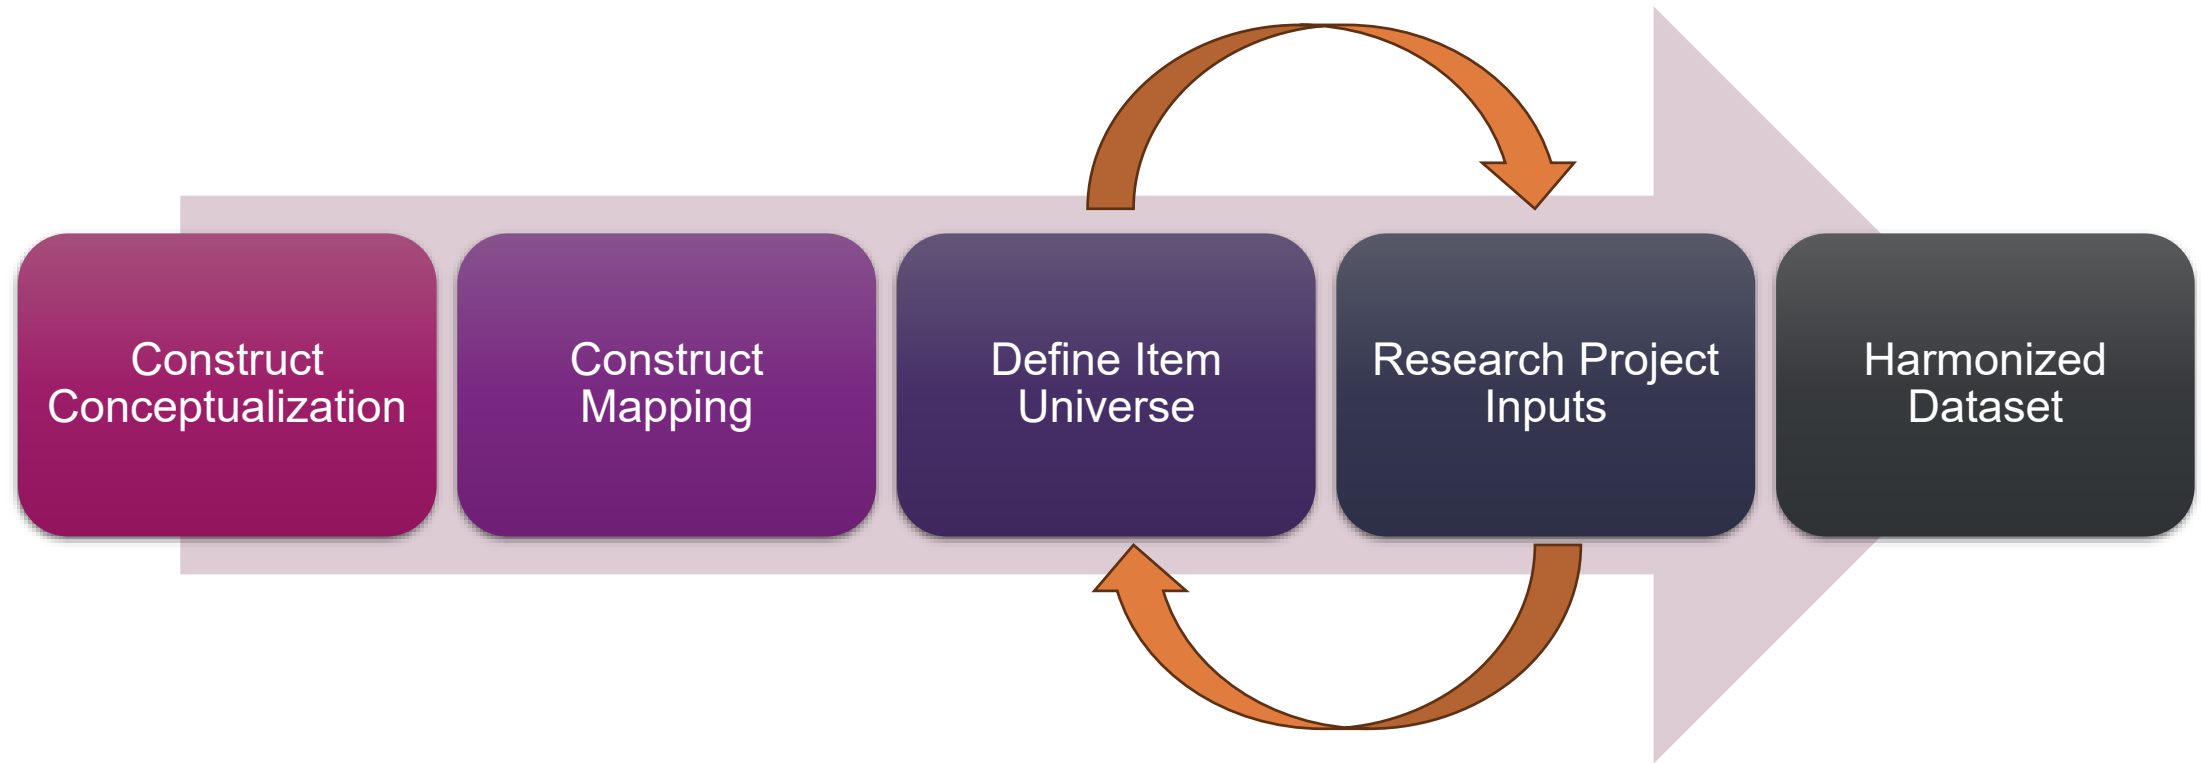 Construct
Conceptualization
Construct
Mapping
Define Item
Universe
Research Project
Inputs
Harmonized
Dataset